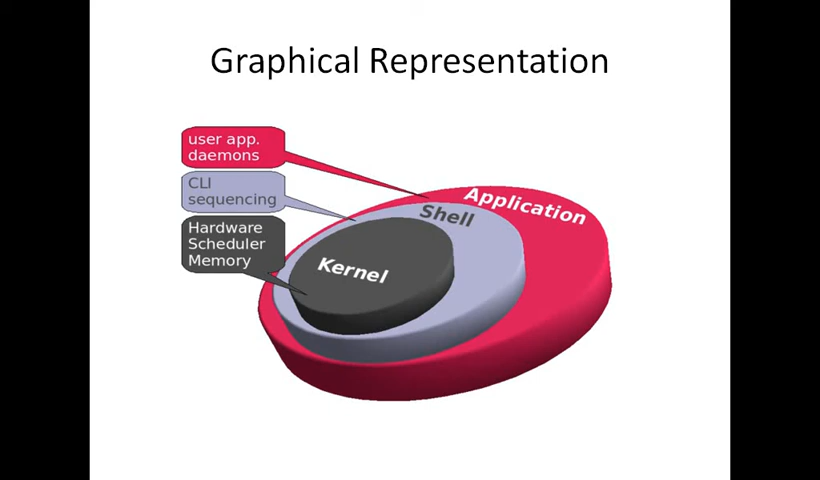 Graphical Representation
user app.
daemons
CLI
sequencing
Hardware
Scheduler
Memory
Application
Shell
Kernel